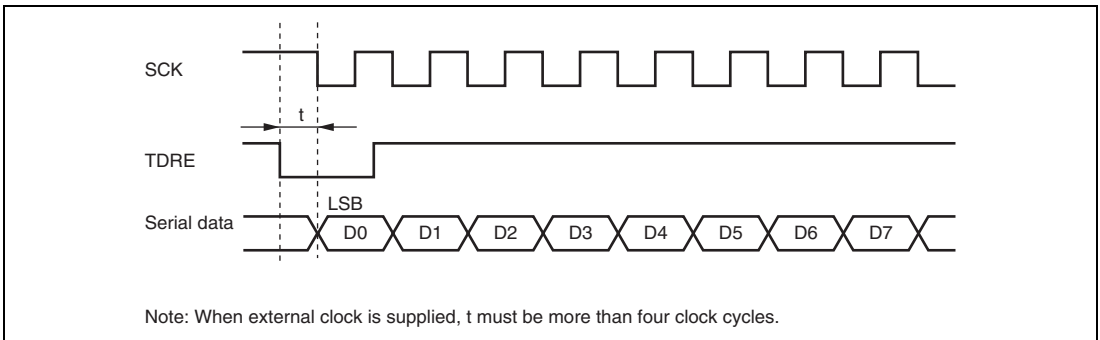 SCK
t
TDRE
LSB
Serial data D0 D1 D2 D3 D4 D5 D6 D7
Note: When external clock is supplied, t must be more than four clock cycles.